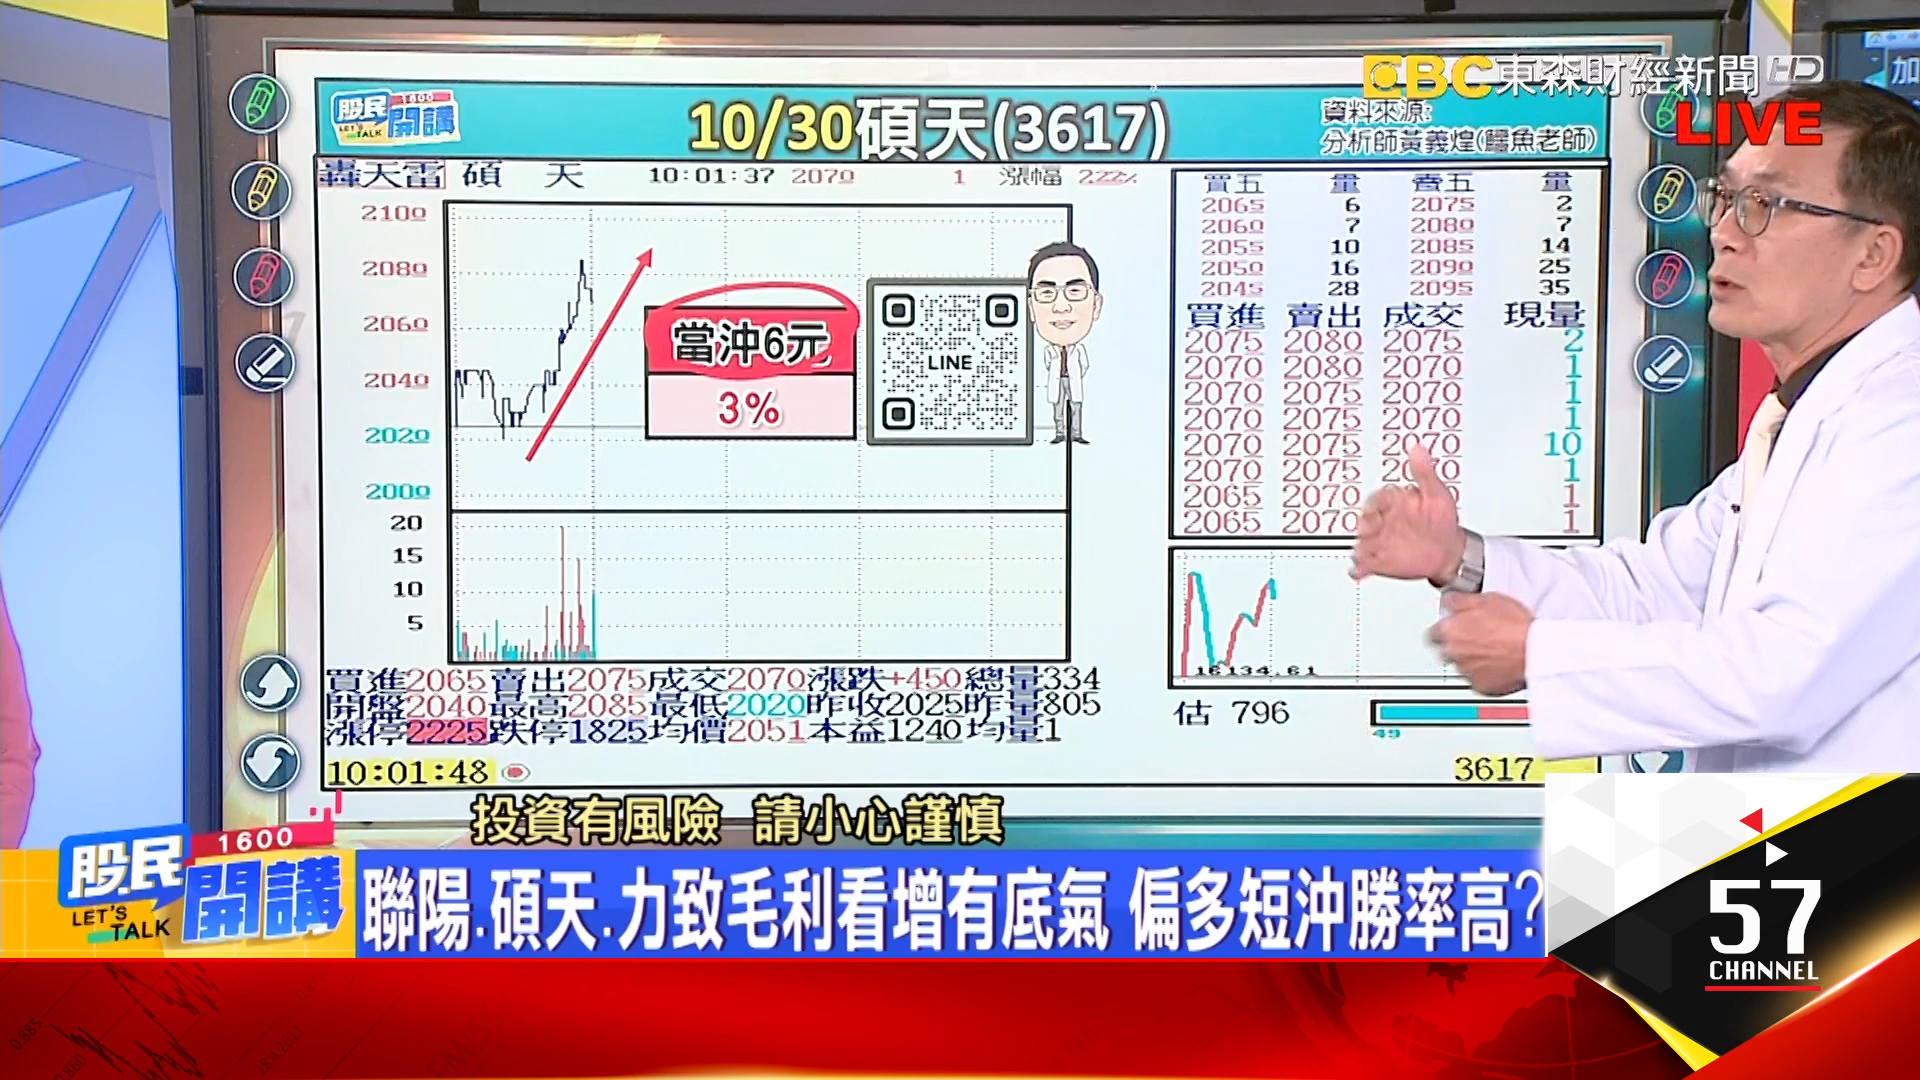 EBC東森財經新聞HD
LIVE
加
股民
1600
開講
LET'S TALK
10/30碩天(3617)
資料來源:
分析師黃義煌(鱷魚老師)
轟天雷 碩 天 10:01:37 2070 1 漲幅 2.22%
2100
2080
2060
2040
2020
2000
20
15
10
5
當沖6元
3%
LINE
買五 量 賣五 量
2065 6 2075 2
2060 7 2080 7
2055 10 2085 14
2050 16 2090 25
2045 28 2095 35
買進 賣出 成交 現量
2075 2080 2075 2
2070 2080 2070 1
2070 2075 2070 1
2070 2075 2070 1
2070 2075 2070 10
2070 2075 2070 1
2065 2070 1
2065 2070 1
16134.61
估 796
49
買進2065賣出2075成交2070漲跌+450總量334
開盤2040最高2085最低2020昨收2025昨量805
漲停2225跌停1825均價2051本益1240均量1
10:01:48
3617
投資有風險 請小心謹慎
股民
1600
開講
LET'S TALK
聯陽.碩天.力致毛利看增有底氣 偏多短沖勝率高?
57
CHANNEL